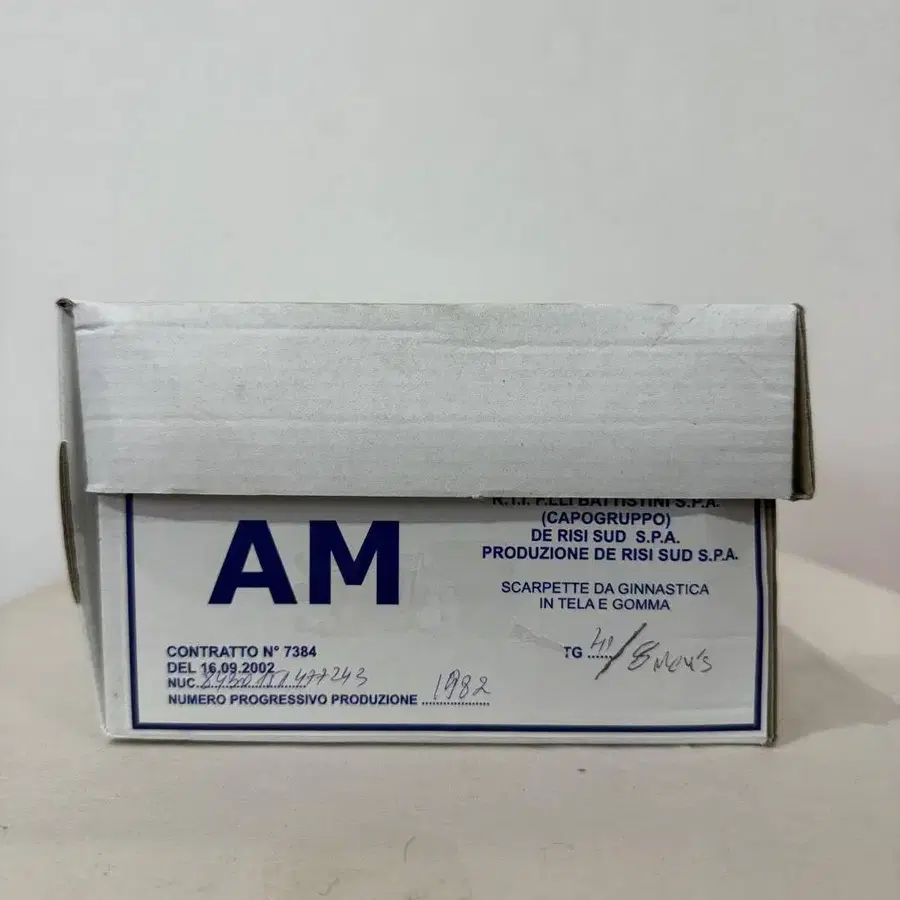 AM
R.T.I. F.LLI BATTISTINI S.P.A.
(CAPOGRUPPO)
DE RISI SUD S.P.A.
PRODUZIONE DE RISI SUD S.P.A.
SCARPETTE DA GINNASTICA
IN TELA E GOMMA
TG 41/8 Men's
CONTRATTO N° 7384
DEL 16.09.2002
NUC.
NUMERO PROGRESSIVO PRODUZIONE 1982